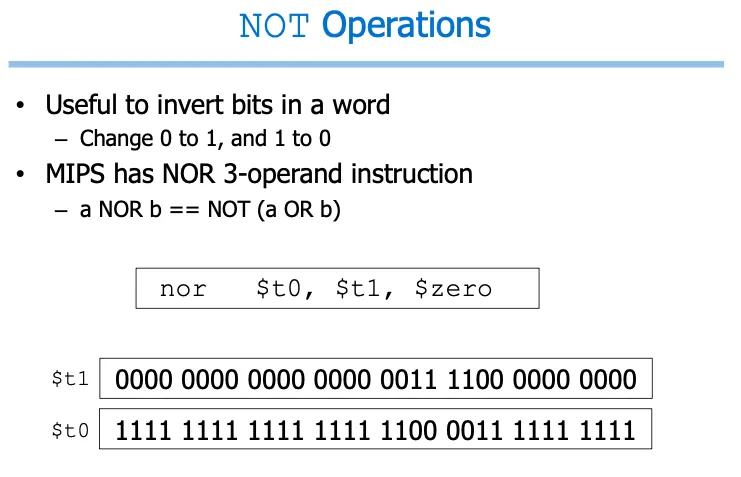 NOT Operations
• Useful to invert bits in a word
– Change 0 to 1, and 1 to 0
• MIPS has NOR 3-operand instruction
– a NOR b == NOT (a OR b)
nor $t0, $t1, $zero
$t1 0000 0000 0000 0000 0011 1100 0000 0000
$t0 1111 1111 1111 1111 1100 0011 1111 1111